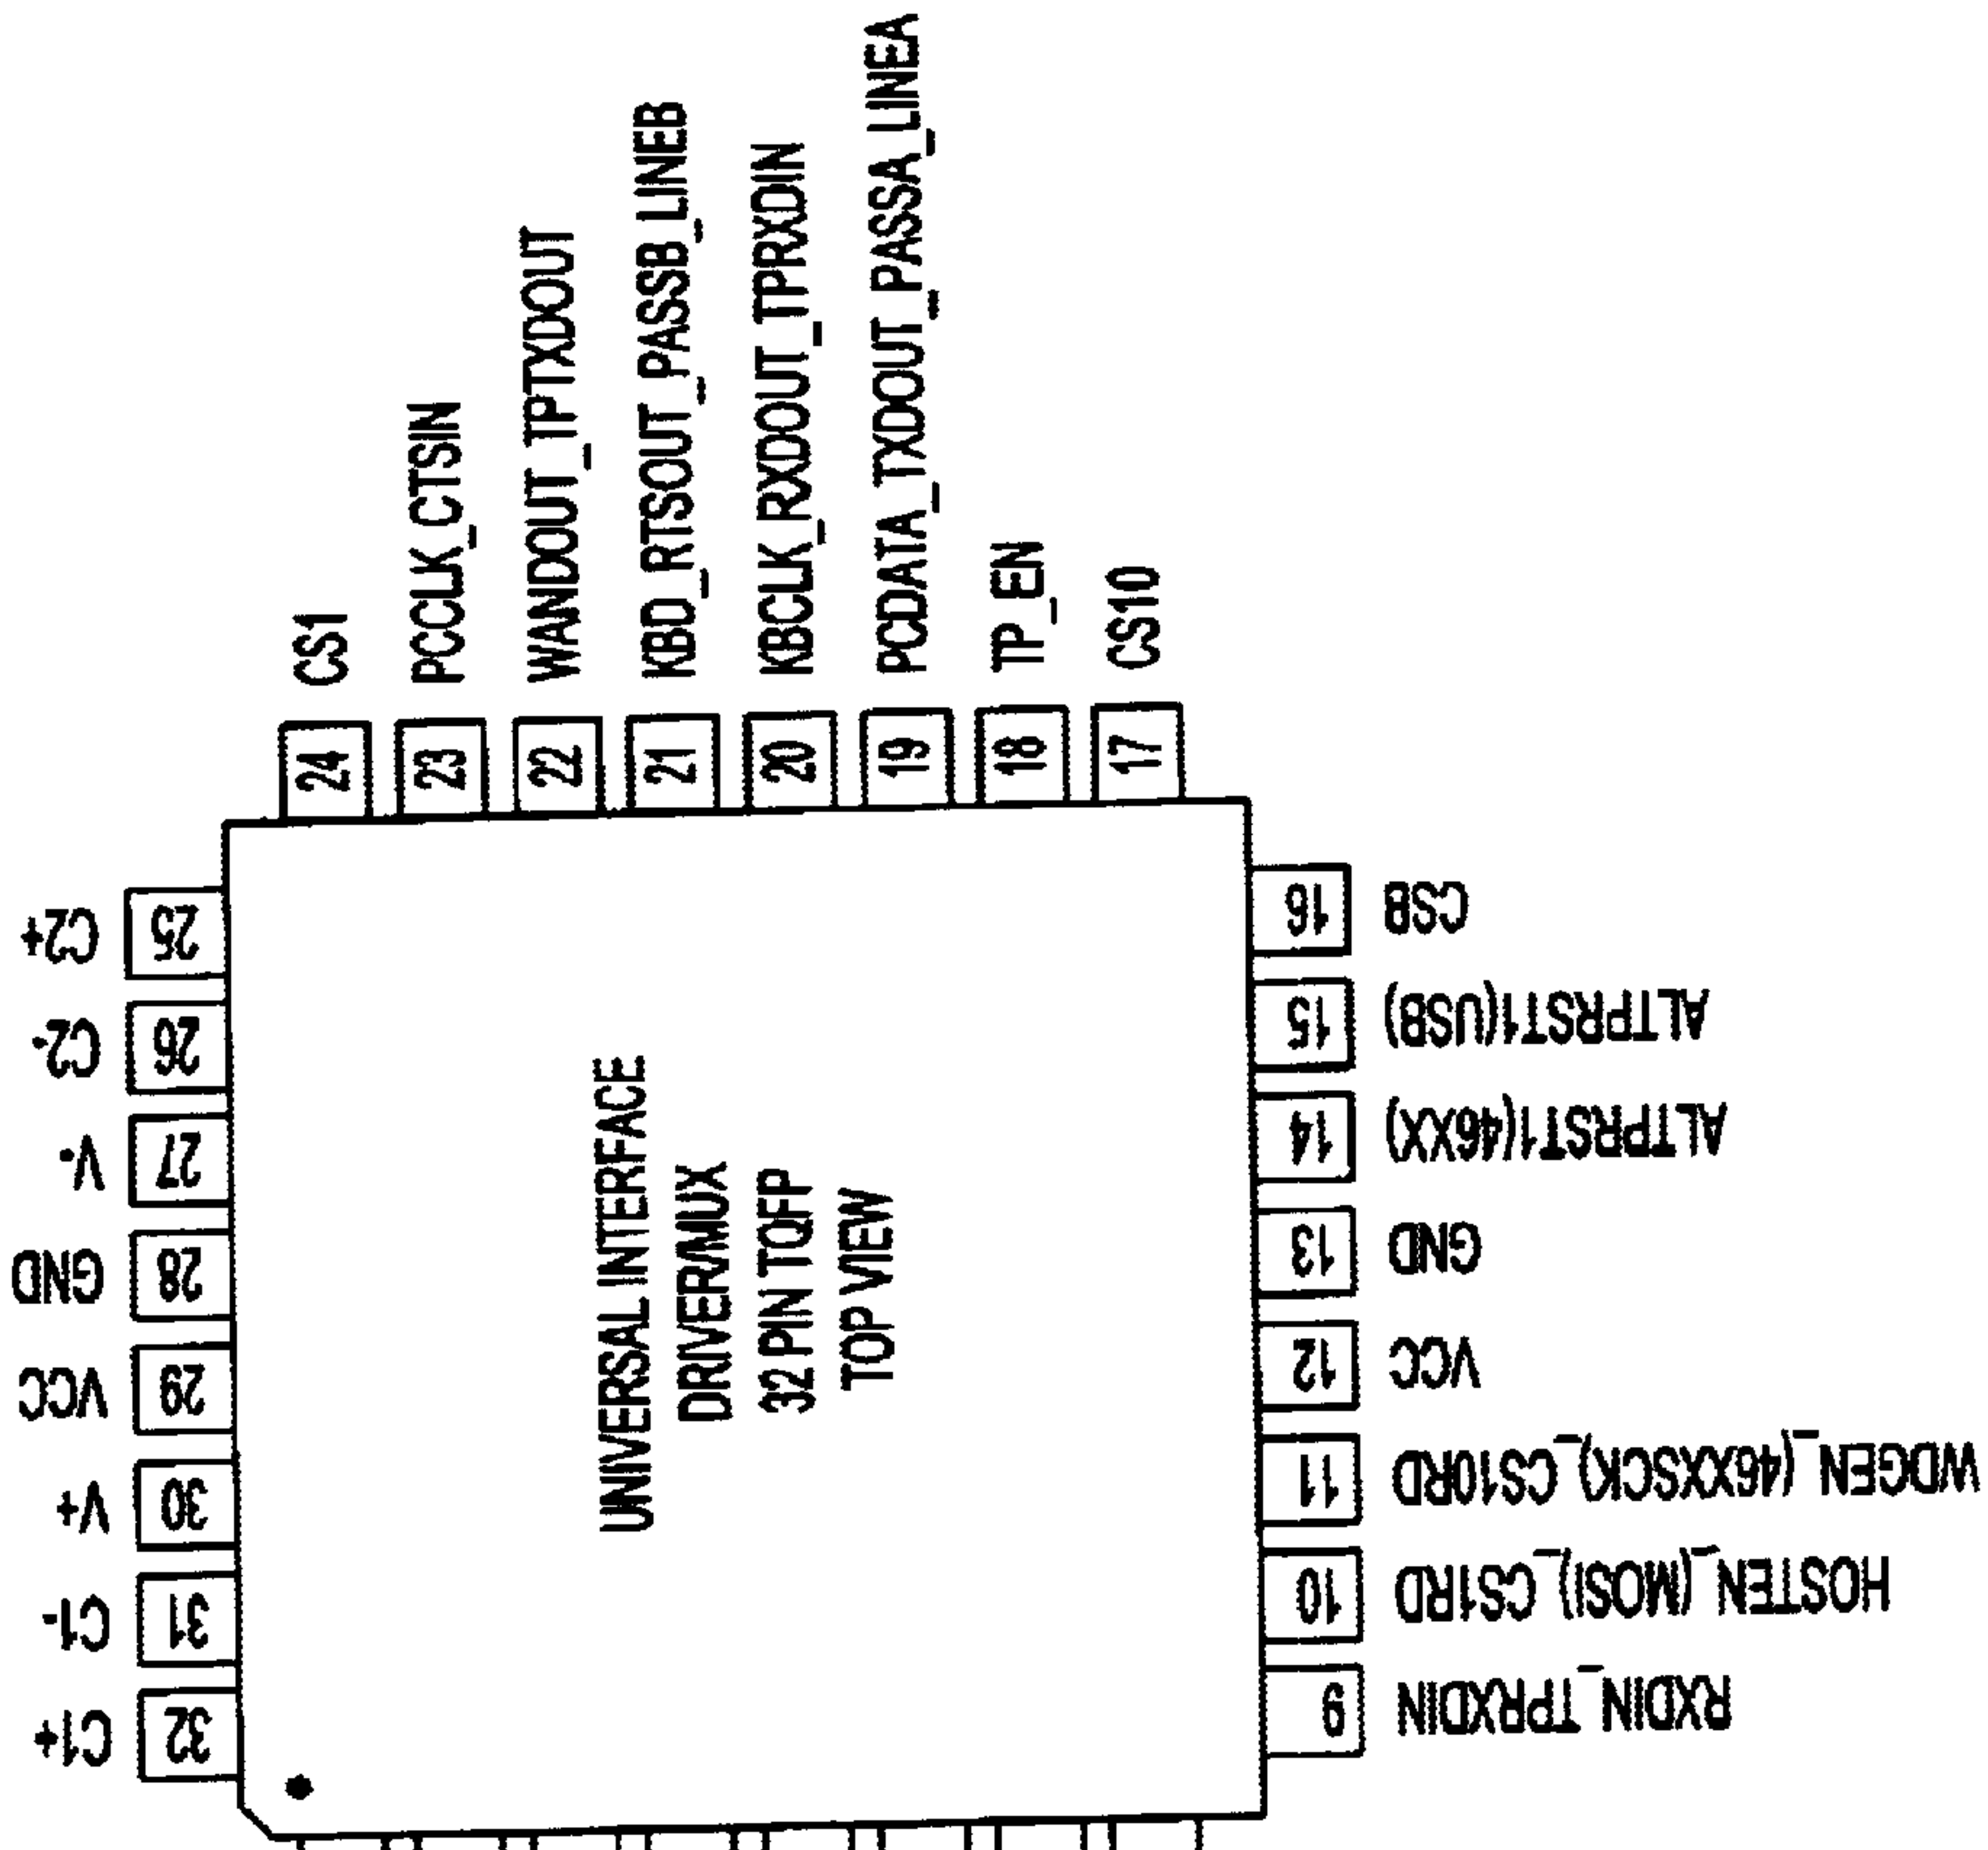 CS1
PCCLK_CTSIN
WANDOUT_TPTXDOUT
KBD_RTSOUT_PASSB_LINEB
KBCLK_RXDOUT_TPRXDIN
PCDATA_TXDOUT_PASSA_LINEA
TP_EN
CS10
24
23
22
21
20
19
18
17
C2+ 25
C2- 26
V- 27
GND 28
VCC 29
V+ 30
C1- 31
C1+ 32
UNIVERSAL INTERFACE
DRIVER/MUX
32 PIN TQFP
TOP VIEW
16 CSB
15 ALTPRST1(USB)
14 ALTPRST1(46XX)
13 GND
12 VCC
11 WDGEN_(46XXSCK)_CS10RD
10 HOSTEN_(MOSI)_CS1RD
9 RXDIN_TPRXDIN